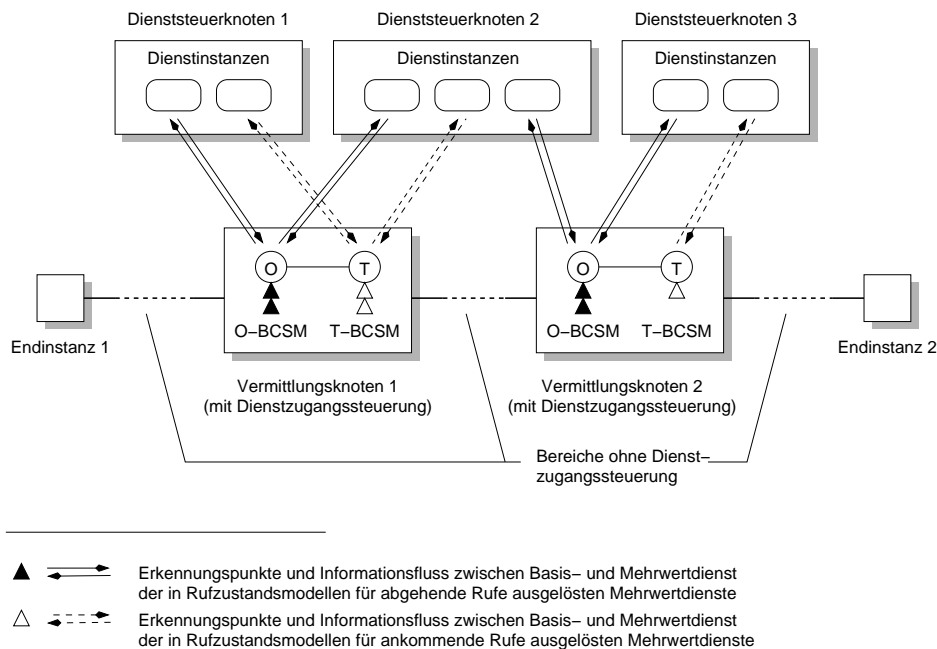 Dienststeuerknoten 1
Dienststeuerknoten 2
Dienststeuerknoten 3
Dienstinstanzen
Dienstinstanzen
Dienstinstanzen
O
T
O
T
O−BCSM
T−BCSM
O−BCSM
T−BCSM
Endinstanz 1
Endinstanz 2
Vermittlungsknoten 1
(mit Dienstzugangssteuerung)
Vermittlungsknoten 2
(mit Dienstzugangssteuerung)
Bereiche ohne Dienst−
zugangssteuerung
Erkennungspunkte und Informationsfluss zwischen Basis− und Mehrwertdienst
der in Rufzustandsmodellen für abgehende Rufe ausgelösten Mehrwertdienste
Erkennungspunkte und Informationsfluss zwischen Basis− und Mehrwertdienst
der in Rufzustandsmodellen für ankommende Rufe ausgelösten Mehrwertdienste